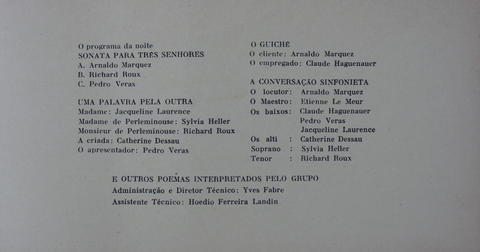 O programa da noite
SONATA PARA TRÊS SENHORES
A. Arnaldo Marquez
B. Richard Roux
C. Pedro Veras
UMA PALAVRA PELA OUTRA
Madame: Jacqueline Laurence
Madame de Perleminouse: Sylvia Heller
Monsieur de Perleminouse: Richard Roux
A criada: Catherine Dessau
O apresentador: Pedro Veras
O GUICHÊ
O cliente: Arnaldo Marquez
O empregado: Claude Haguenauer
A CONVERSAÇÃO SINFONIETA
O locutor: Arnaldo Marquez
O Maestro: Etienne Le Meur
Os baixos: Claude Haguenauer
Pedro Veras
Jacqueline Laurence
Os alti : Catherine Dessau
Soprano : Sylvia Heller
Tenor : Richard Roux
E OUTROS POEMAS INTERPRETADOS PELO GRUPO
Administração e Diretor Técnico: Yves Fabre
Assistente Técnico: Hoedio Ferreira Landin